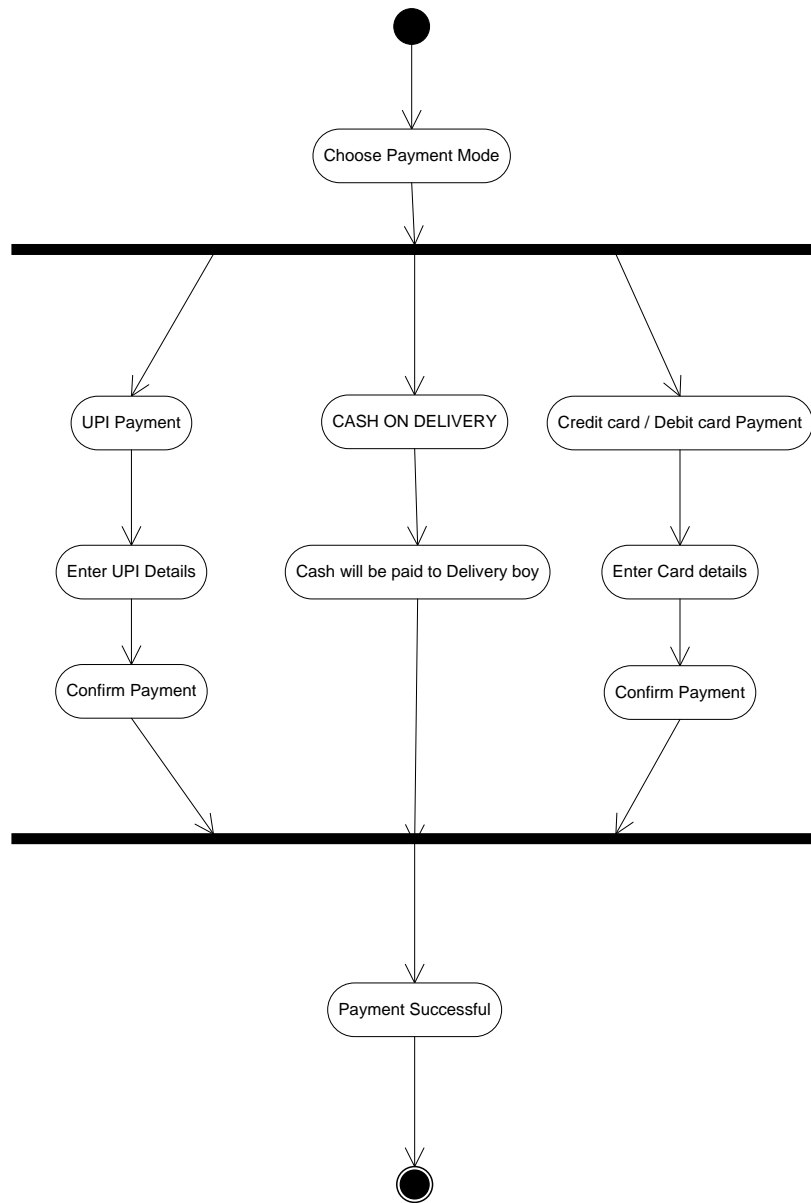 Choose Payment Mode
UPI Payment
CASH ON DELIVERY
Credit card / Debit card Payment
Enter UPI Details
Cash will be paid to Delivery boy
Enter Card details
Confirm Payment
Confirm Payment
Payment Successful